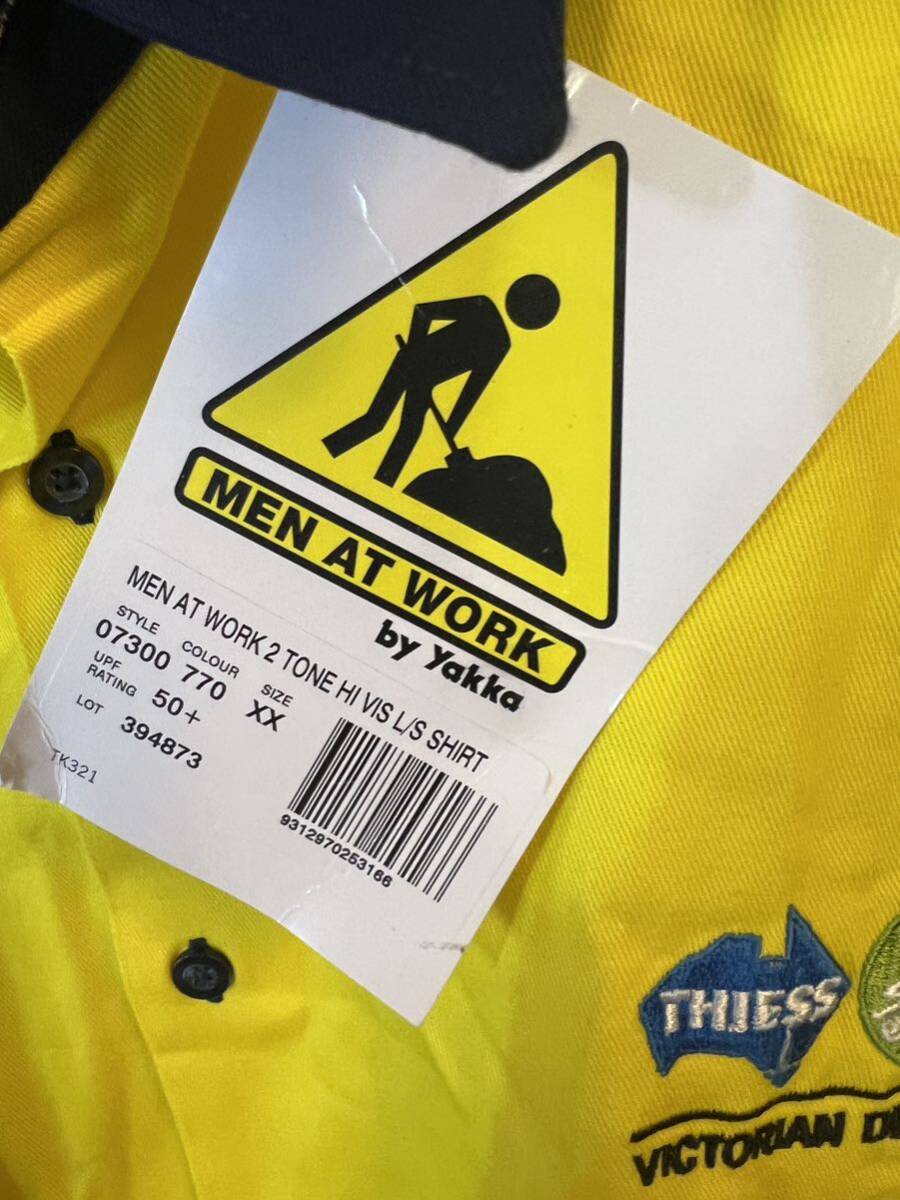 MEN AT WORK
by Yakka
MEN AT WORK 2 TONE HI VIS L/S SHIRT
STYLE COLOUR SIZE
07300 770 XX
UPF RATING 50+
LOT 394873
TK321
9312970253166
THIESS
VICTORIAN